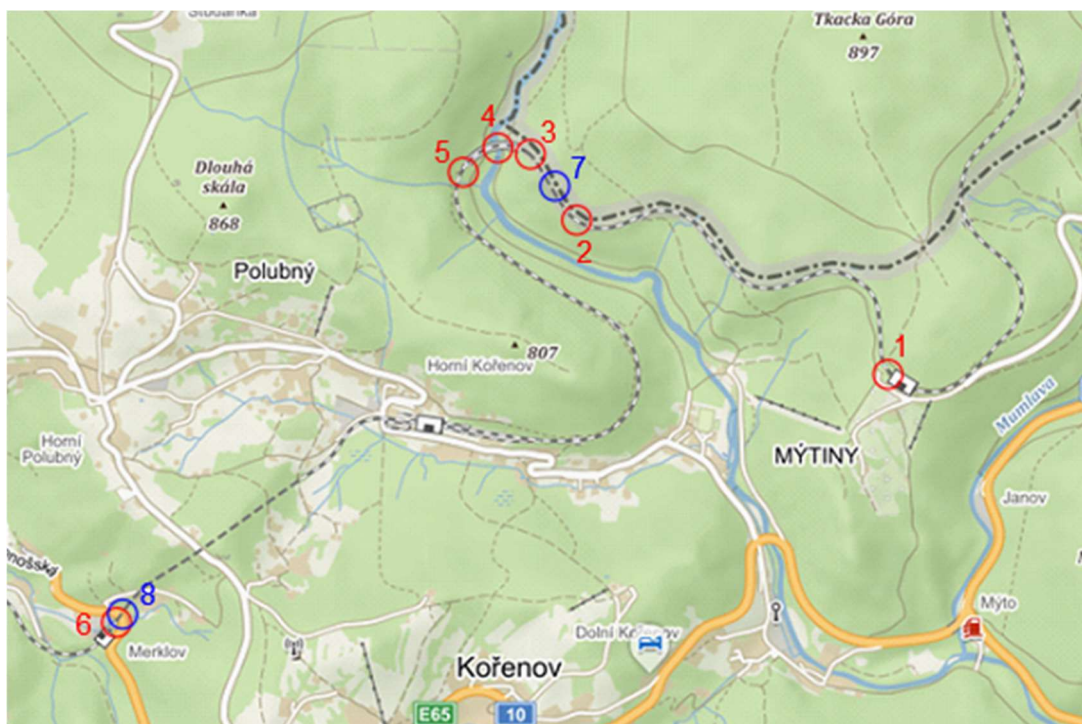 Studánka
Tkacka Góra
897
4
3
5
7
Dlouhá
skála
868
2
Polubný
807
Horní Kořenov
1
Mumlava
Horní
Polubný
MÝTINY
Janov
8
6
Mýto
Merklov
Dolní Kořenov
Kořenov
E65
10